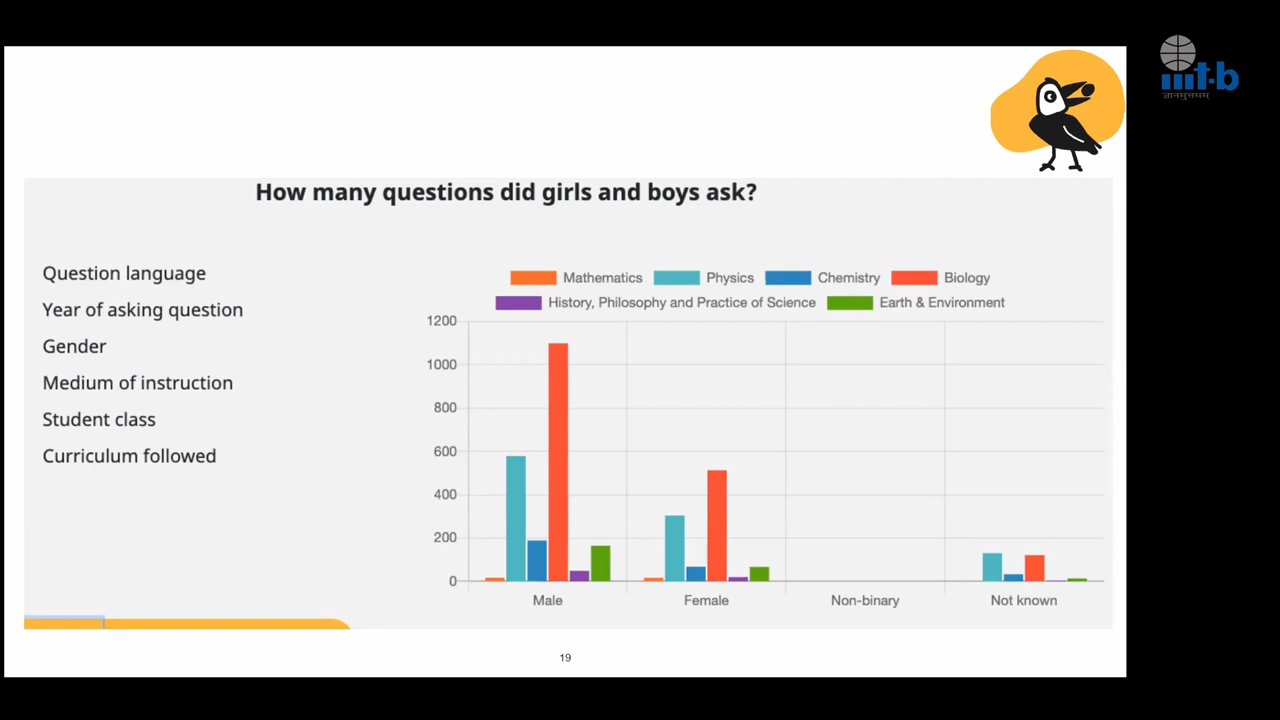 iiit-b
ज्ञानमुत्तमम्
How many questions did girls and boys ask?
Question language
Year of asking question
Gender
Medium of instruction
Student class
Curriculum followed
Mathematics Physics Chemistry Biology
History, Philosophy and Practice of Science Earth & Environment
1200
1000
800
600
400
200
0
Male Female Non-binary Not known
19